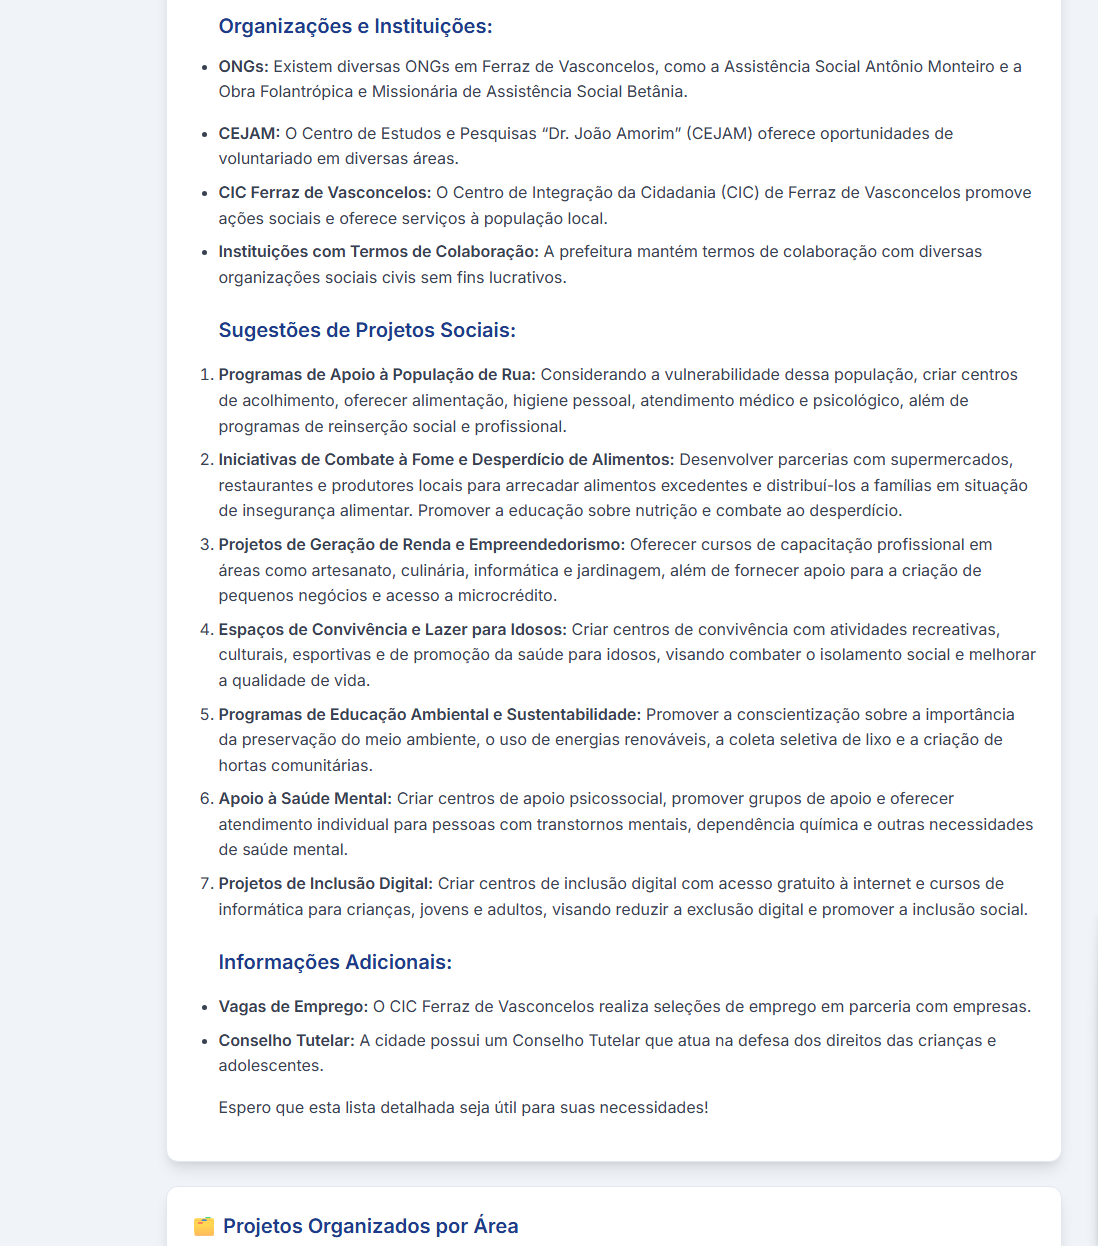 Organizações e Instituições:
• ONGs: Existem diversas ONGs em Ferraz de Vasconcelos, como a Assistência Social Antônio Monteiro e a
Obra Folantrópica e Missionária de Assistência Social Betânia.
• CEJAM: O Centro de Estudos e Pesquisas “Dr. João Amorim” (CEJAM) oferece oportunidades de
voluntariado em diversas áreas.
• CIC Ferraz de Vasconcelos: O Centro de Integração da Cidadania (CIC) de Ferraz de Vasconcelos promove
ações sociais e oferece serviços à população local.
• Instituições com Termos de Colaboração: A prefeitura mantém termos de colaboração com diversas
organizações sociais civis sem fins lucrativos.
Sugestões de Projetos Sociais:
1. Programas de Apoio à População de Rua: Considerando a vulnerabilidade dessa população, criar centros
de acolhimento, oferecer alimentação, higiene pessoal, atendimento médico e psicológico, além de
programas de reinserção social e profissional.
2. Iniciativas de Combate à Fome e Desperdício de Alimentos: Desenvolver parcerias com supermercados,
restaurantes e produtores locais para arrecadar alimentos excedentes e distribuí-los a famílias em situação
de insegurança alimentar. Promover a educação sobre nutrição e combate ao desperdício.
3. Projetos de Geração de Renda e Empreendedorismo: Oferecer cursos de capacitação profissional em
áreas como artesanato, culinária, informática e jardinagem, além de fornecer apoio para a criação de
pequenos negócios e acesso a microcrédito.
4. Espaços de Convivência e Lazer para Idosos: Criar centros de convivência com atividades recreativas,
culturais, esportivas e de promoção da saúde para idosos, visando combater o isolamento social e melhorar
a qualidade de vida.
5. Programas de Educação Ambiental e Sustentabilidade: Promover a conscientização sobre a importância
da preservação do meio ambiente, o uso de energias renováveis, a coleta seletiva de lixo e a criação de
hortas comunitárias.
6. Apoio à Saúde Mental: Criar centros de apoio psicossocial, promover grupos de apoio e oferecer
atendimento individual para pessoas com transtornos mentais, dependência química e outras necessidades
de saúde mental.
7. Projetos de Inclusão Digital: Criar centros de inclusão digital com acesso gratuito à internet e cursos de
informática para crianças, jovens e adultos, visando reduzir a exclusão digital e promover a inclusão social.
Informações Adicionais:
• Vagas de Emprego: O CIC Ferraz de Vasconcelos realiza seleções de emprego em parceria com empresas.
• Conselho Tutelar: A cidade possui um Conselho Tutelar que atua na defesa dos direitos das crianças e
adolescentes.
Espero que esta lista detalhada seja útil para suas necessidades!
Projetos Organizados por Área